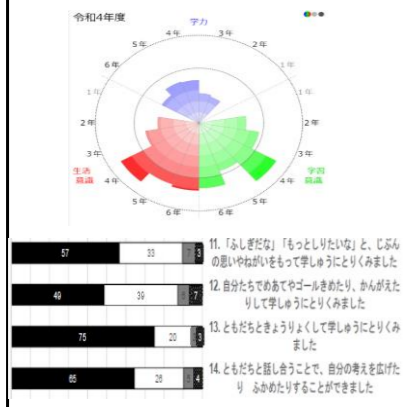 令和4年度
学力
4年 3年
5年 2年
6年 1年
1年 1年
2年 2年
3年 3年
生活意識 4年 4年 学習意識
5年 5年
6年 6年
57 33 7 3 11.「ふしぎだな」「もっとしりたいな」と、じぶん
の思いやねがいをもって学しゅうにとりくみました
49 39 7 12. 自分たちでめあてやゴールきめたり、かんがえた
りして学しゅうにとりくみました
75 20 3 13. ともだちときょうりょくして学しゅうにとりくみ
ました
65 26 4 14. ともだちと話し合うことで、自分の考えを広げた
り ふかめたりすることができました